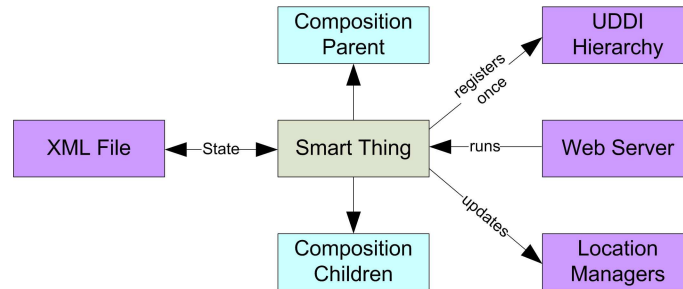 Composition
Parent
UDDI
Hierarchy
registers
once
XML File
State
Smart Thing
runs
Web Server
updates
Composition
Children
Location
Managers